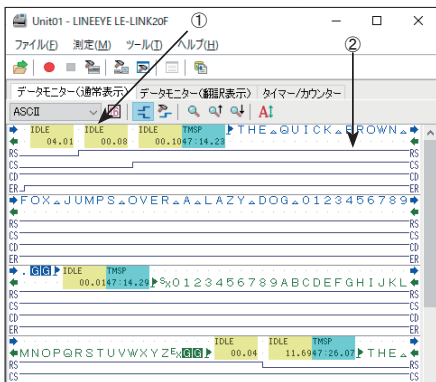 Unit01 - LINEEYE LE-LINK20F
①
ファイル(F) 測定(M) ツール(T) ヘルプ(H)
②
データモニター(通常表示) データモニター(翻訳表示) タイマー/カウンター
ASCII
IDLE IDLE IDLE TMSP THE△QUICK△BROWN△
04.01 00.08 00.10 47:14.23
RS
CS
CD
ER
FOX△JUMPS△OVER△A△LAZY△DOG△0123456789
RS
CS
CD
ER
. G G IDLE TMSP
00.01 47:14.29 SX0123456789ABCDEFGHIJKL
RS
CS
CD
ER
IDLE IDLE TMSP
MNOPQRSTUVWXYZEX G G 00.04 11.69 47:26.07 THE△
RS
CS